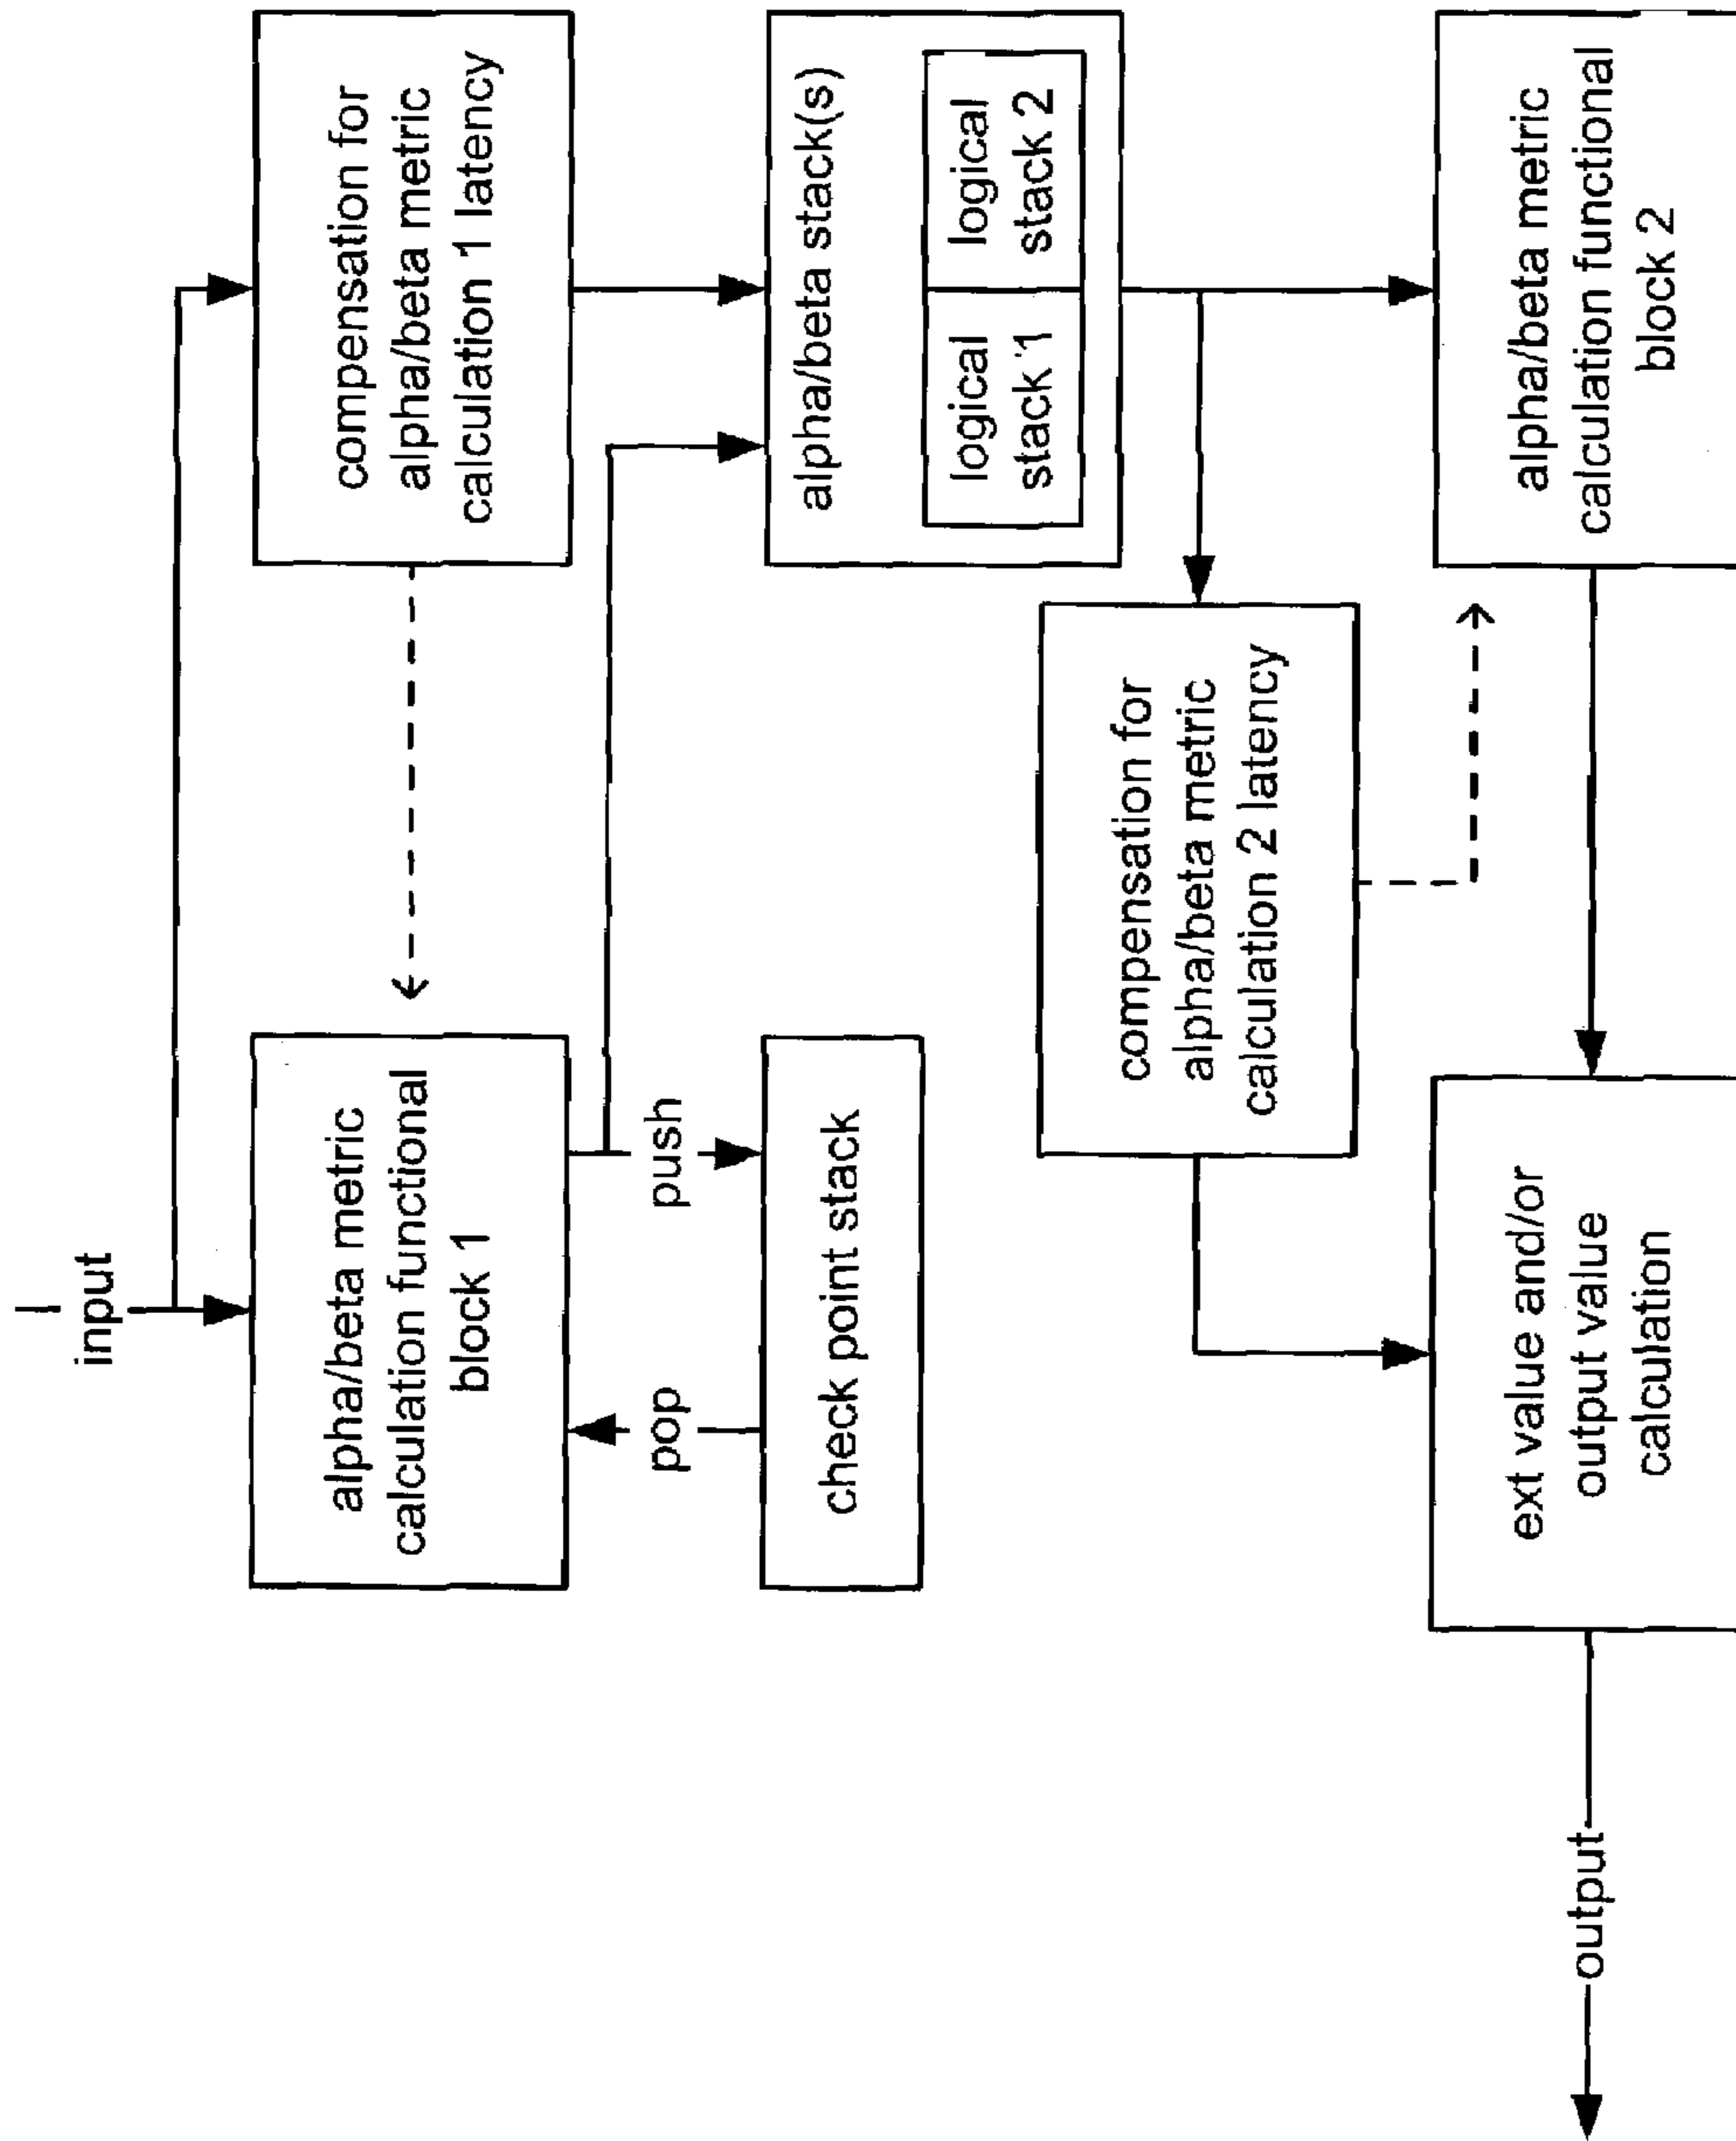 input
alpha/beta metric
calculation functional
block 1
compensation for
alpha/beta metric
calculation 1 latency
pop
push
check point stack
alpha/beta stack(s)
logical
stack 1
logical
stack 2
compensation for
alpha/beta metric
calculation 2 latency
ext value and/or
output value
calculation
alpha/beta metric
calculation functional
block 2
output